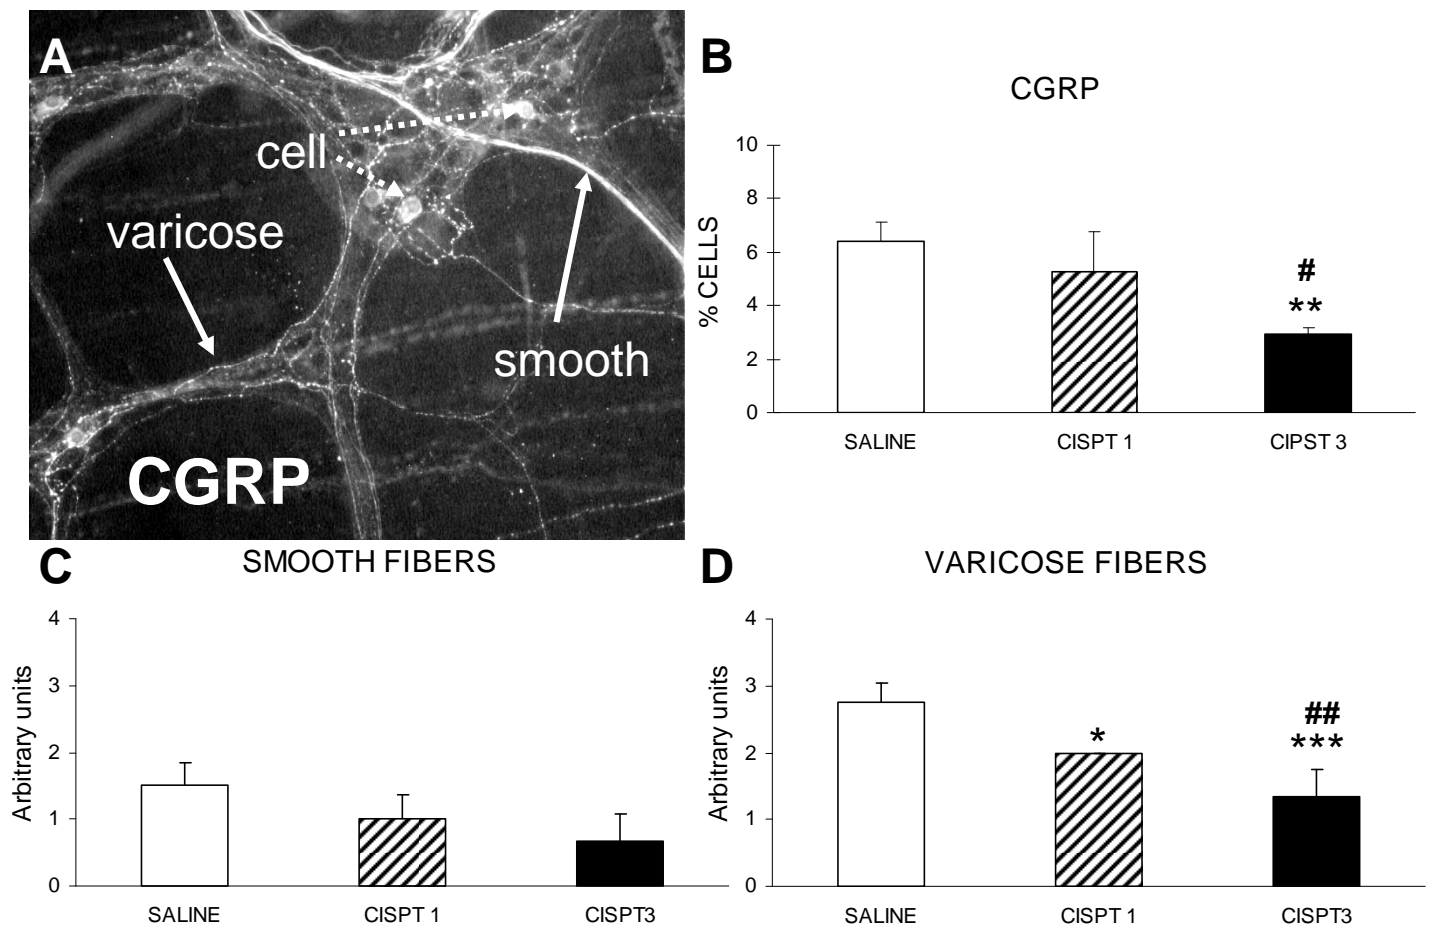 A
cell
varicose
smooth
CGRP
B
CGRP
% CELLS
10
8
6
4
2
0
#
**
SALINE
CISPT 1
CIPST 3
C
SMOOTH FIBERS
Arbitrary units
4
3
2
1
0
SALINE
CISPT 1
CISPT3
D
VARICOSE FIBERS
Arbitrary units
4
3
2
1
0
*
##
***
SALINE
CISPT 1
CISPT3